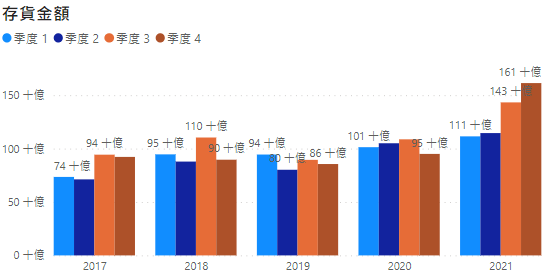 存貨金額
季度 1 季度 2 季度 3 季度 4
161 十億
150 十億
143 十億
110 十億
111 十億
101 十億
94 十億
95 十億
90 十億
94 十億
80 十億
86 十億
95 十億
100 十億
74 十億
50 十億
0 十億
2017 2018 2019 2020 2021